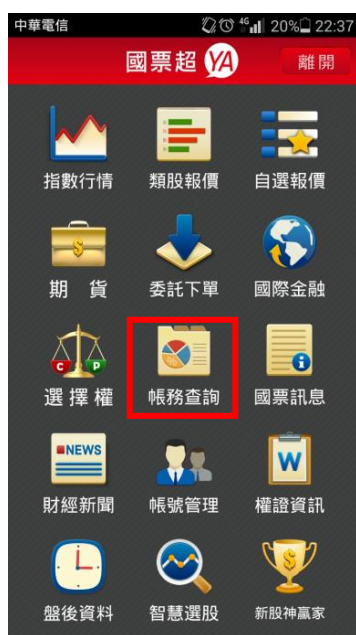 中華電信 4G 20% 22:37
國票超 YA 離開
指數行情 類股報價 自選報價
$
期貨 委託下單 國際金融
C P i
選擇權 帳務查詢 國票訊息
NEWS W
財經新聞 帳號管理 權證資訊
$
盤後資料 智慧選股 新股神贏家